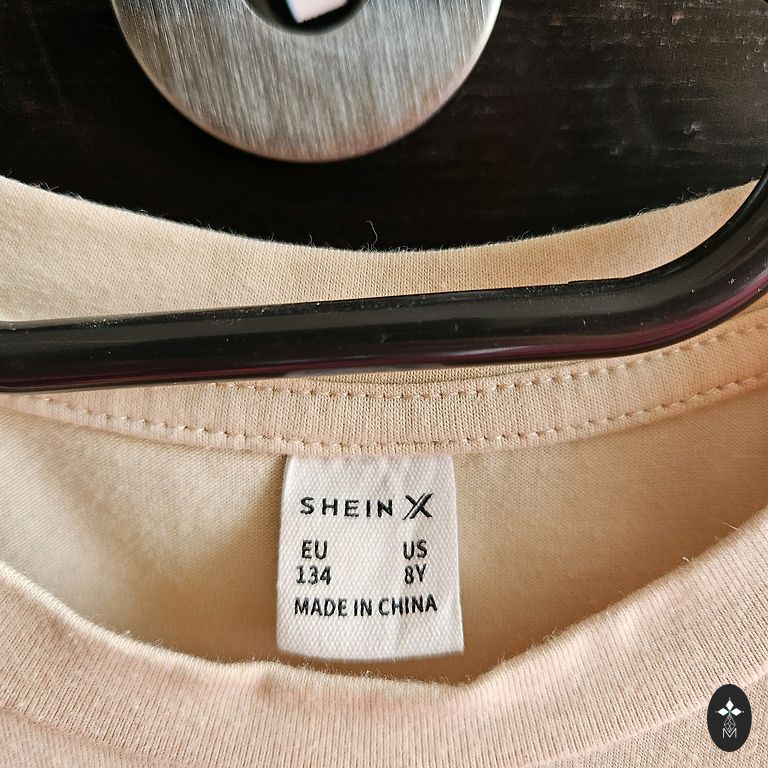 SHEIN X
EU US
134 8Y
MADE IN CHINA
M